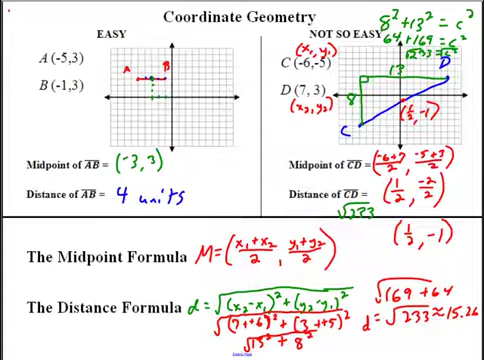 Coordinate Geometry
EASY
A (-5,3)
B (-1,3)
A
B
Midpoint of AB = (-3, 3)
Distance of AB = 4 units
NOT SO EASY
8² + 13² = c²
64 + 169 = c²
√233 = √c²
(x₁, y₁)
C (-6,-5)
D (7, 3)
(x₂, y₂)
D
13
8
(½, -1)
C
Midpoint of CD = (-6+7/2, -5+3/2)
(1/2, -2/2)
Distance of CD =
√233
(½, -1)
The Midpoint Formula M = (x₁+x₂/2, y₁+y₂/2)
The Distance Formula d = √(x₂-x₁)² + (y₂-y₁)²
√(7++6)² + (3++5)²
√13² + 8²
√169 + 64
d = √233 ≈ 15.26